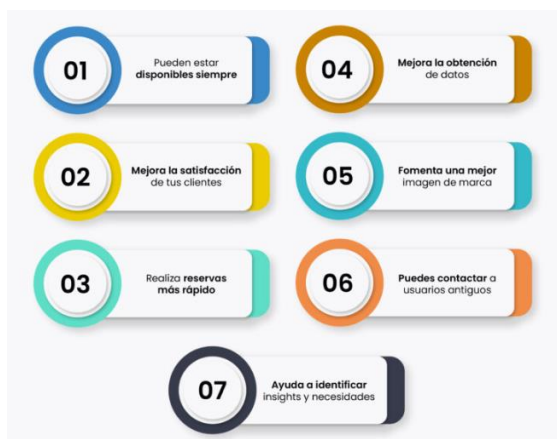 01
Pueden estar
disponibles siempre
02
Mejora la satisfacción
de tus clientes
03
Realiza reservas
más rápido
04
Mejora la obtención
de datos
05
Fomenta una mejor
imagen de marca
06
Puedes contactar a
usuarios antiguos
07
Ayuda a identificar
insights y necesidades